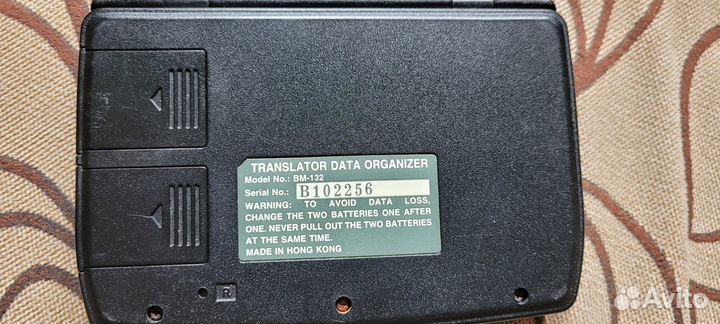 TRANSLATOR DATA ORGANIZER
Model No.: BM-132
Serial No.: B102256
WARNING: TO AVOID DATA LOSS,
CHANGE THE TWO BATTERIES ONE AFTER
ONE. NEVER PULL OUT THE TWO BATTERIES
AT THE SAME TIME.
MADE IN HONG KONG
R
Avito